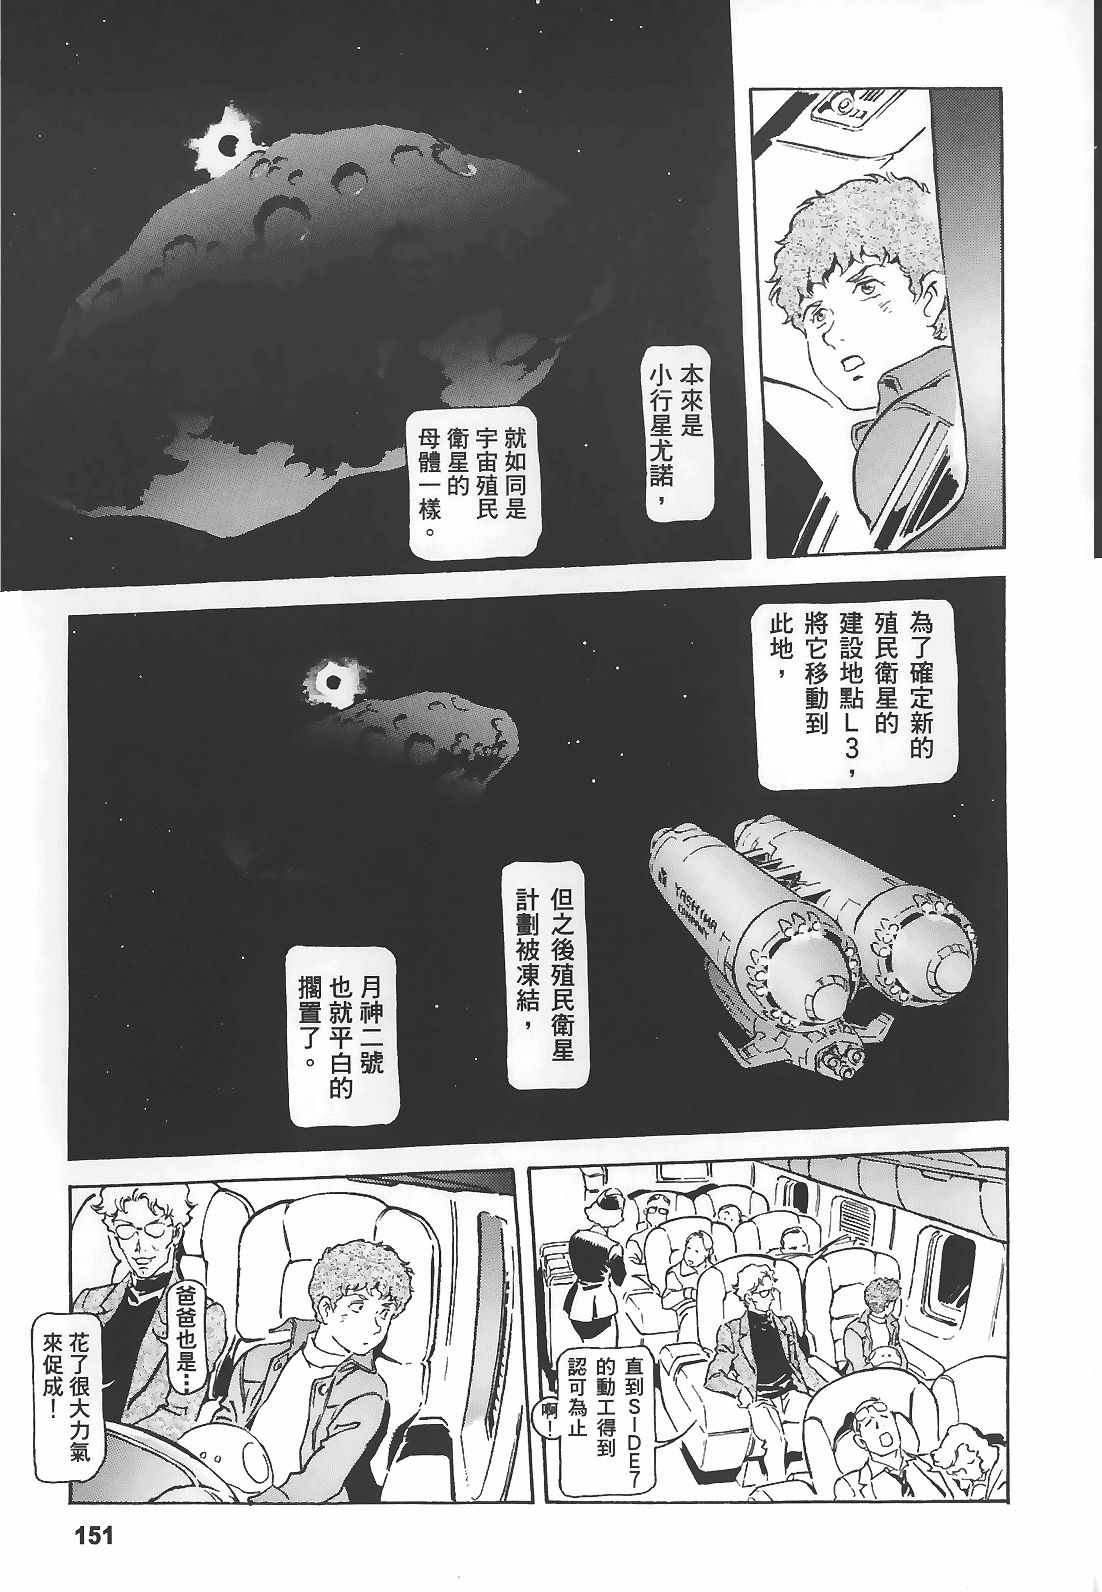 本來是
小行星尤諾，
就如同是
宇宙殖民
衛星的
母體一樣。
為了確定新的
殖民衛星的
建設地點L3，
將它移動到
此地，
YASHIMA
COMPANY
但之後殖民衛星
計劃被凍結，
月神二號
也就平白的
擱置了。
直到SIDE7
的動工得到
認可為止
啊！
爸爸也是…
花了很大力氣
來促成！
151